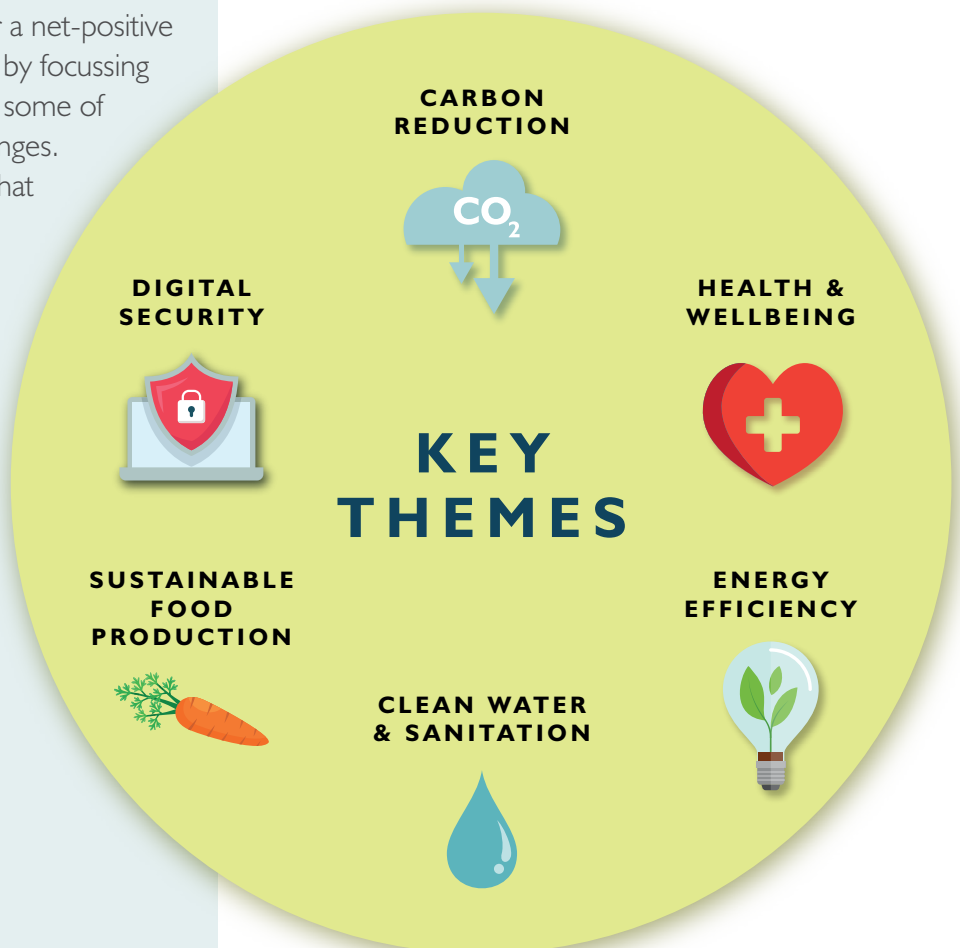 a net-positive
by focussing
some of
nges.
hat
CARBON
REDUCTION
CO2
DIGITAL
SECURITY
HEALTH &
WELLBEING
KEY
THEMES
SUSTAINABLE
FOOD
PRODUCTION
ENERGY
EFFICIENCY
CLEAN WATER
& SANITATION